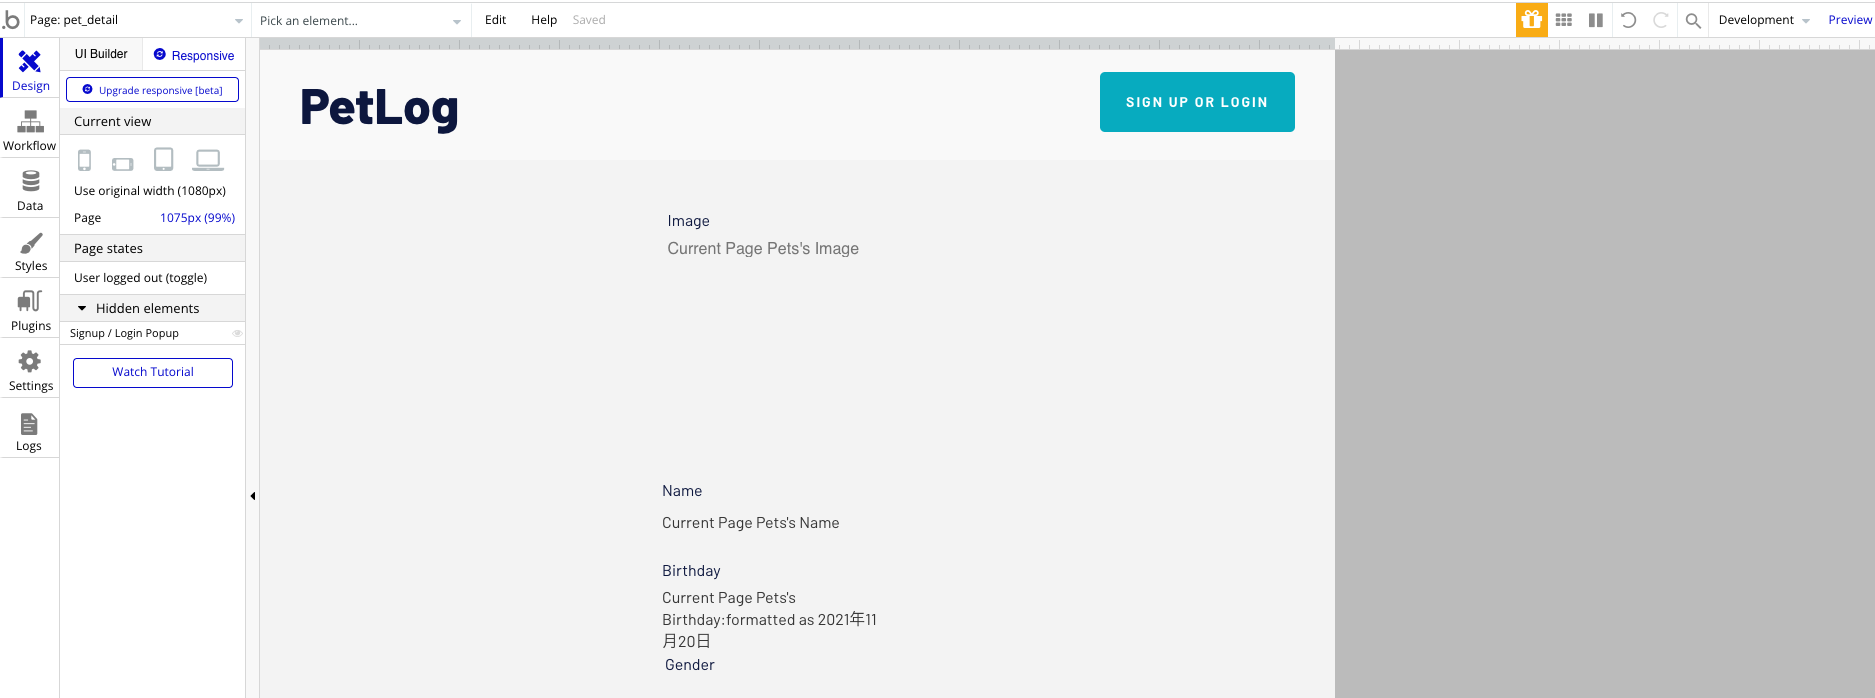 .b
Page: pet_detail
Pick an element...
Edit
Help
Saved
Development
Preview
Design
Workflow
Data
Styles
Plugins
Settings
Logs
UI Builder
Responsive
Upgrade responsive [beta]
Current view
Use original width (1080px)
Page 1075px (99%)
Page states
User logged out (toggle)
Hidden elements
Signup / Login Popup
Watch Tutorial
PetLog
SIGN UP OR LOGIN
Image
Current Page Pets's Image
Name
Current Page Pets's Name
Birthday
Current Page Pets's
Birthday:formatted as 2021年11
月20日
Gender